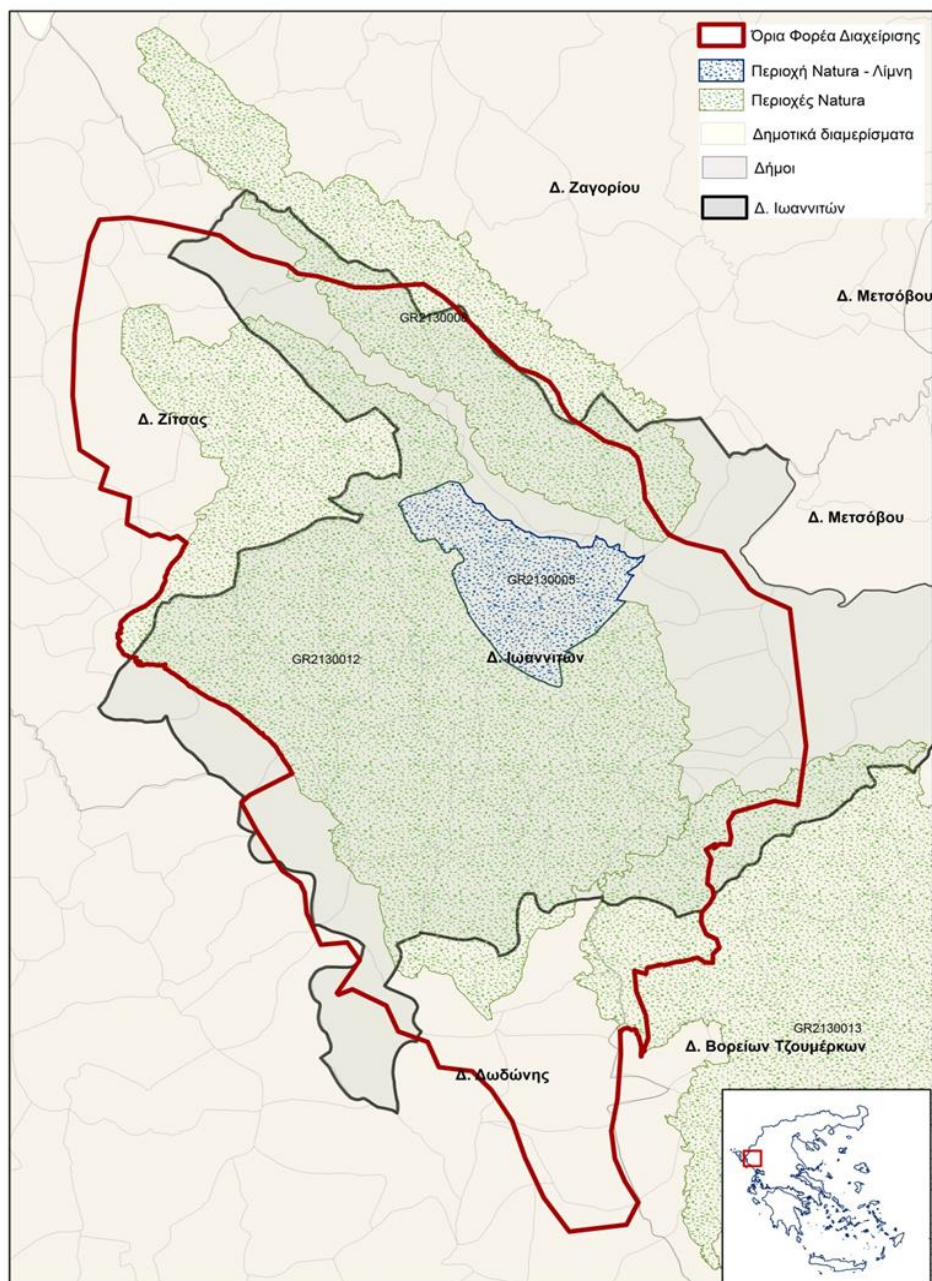 Όρια Φορέα Διαχείρισης
Περιοχή Natura - Λίμνη
Περιοχές Natura
Δημοτικά διαμερίσματα
Δήμοι
Δ. Ιωαννιτών
Δ. Ζαγορίου
Δ. Μετσόβου
GR2130008
Δ. Ζίτσας
Δ. Μετσόβου
GR2130005
GR2130012
Δ. Ιωαννιτών
GR2130013
Δ. Βορείων Τζουμέρκων
Δ. Δωδώνης